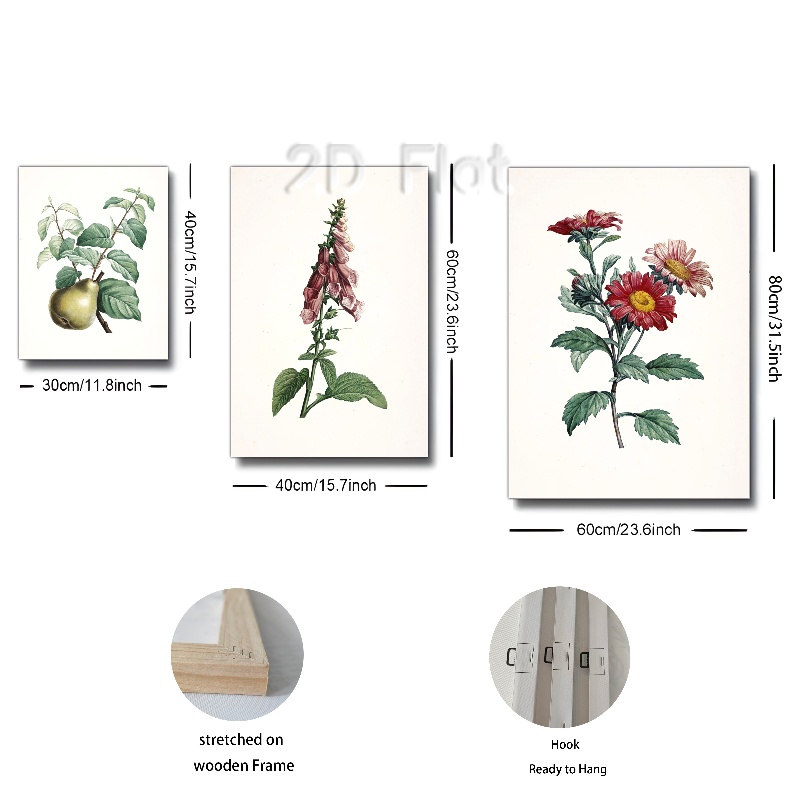 2D Flat
40cm/15.7inch
30cm/11.8inch
60cm/23.6inch
40cm/15.7inch
80cm/31.5inch
60cm/23.6inch
stretched on
wooden Frame
Hook
Ready to Hang